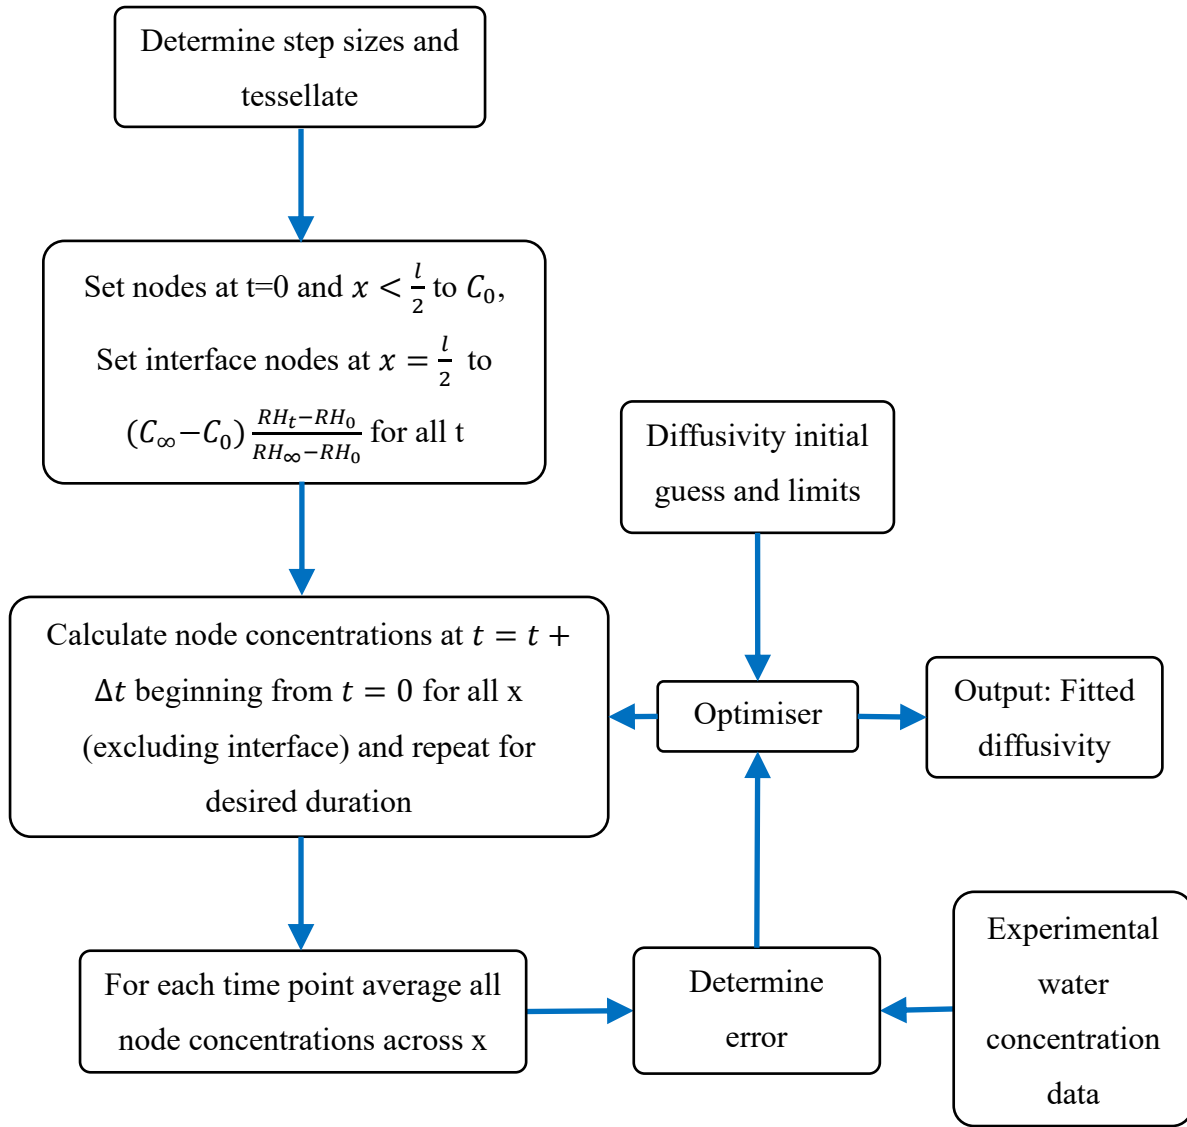 Determine step sizes and
tessellate
Set nodes at t=0 and 𝑥 < 𝑙/2 to 𝐶₀,
Set interface nodes at 𝑥 = 𝑙/2 to
(𝐶∞−𝐶₀) (𝑅𝐻ₜ−𝑅𝐻₀)/(𝑅𝐻∞−𝑅𝐻₀) for all t
Diffusivity initial
guess and limits
Calculate node concentrations at 𝑡 = 𝑡 +
Δ𝑡 beginning from 𝑡 = 0 for all x
(excluding interface) and repeat for
desired duration
Optimiser
Output: Fitted
diffusivity
For each time point average all
node concentrations across x
Determine
error
Experimental
water
concentration
data